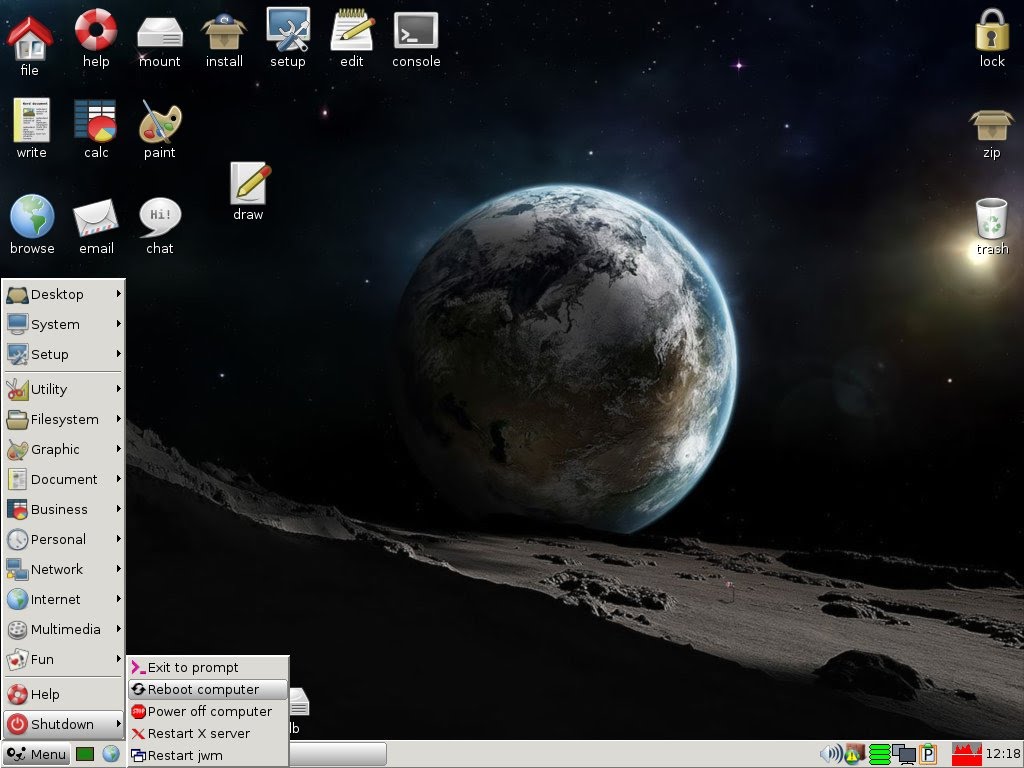 file
help
mount
install
setup
edit
console
lock
write
calc
paint
zip
draw
Hi!
browse
email
chat
trash
Desktop
System
Setup
Utility
Filesystem
Graphic
Document
Business
Personal
Network
Internet
Multimedia
Fun
Help
Shutdown
Exit to prompt
Reboot computer
Power off computer
Restart X server
Restart jwm
Menu
P
12:18